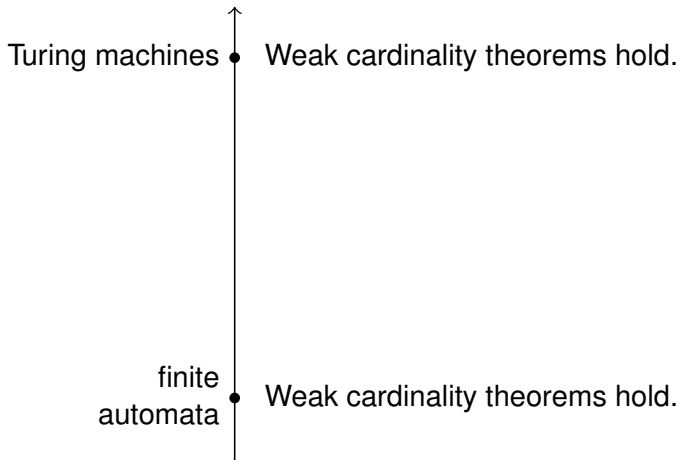 Turing machines
Weak cardinality theorems hold.
finite
automata
Weak cardinality theorems hold.